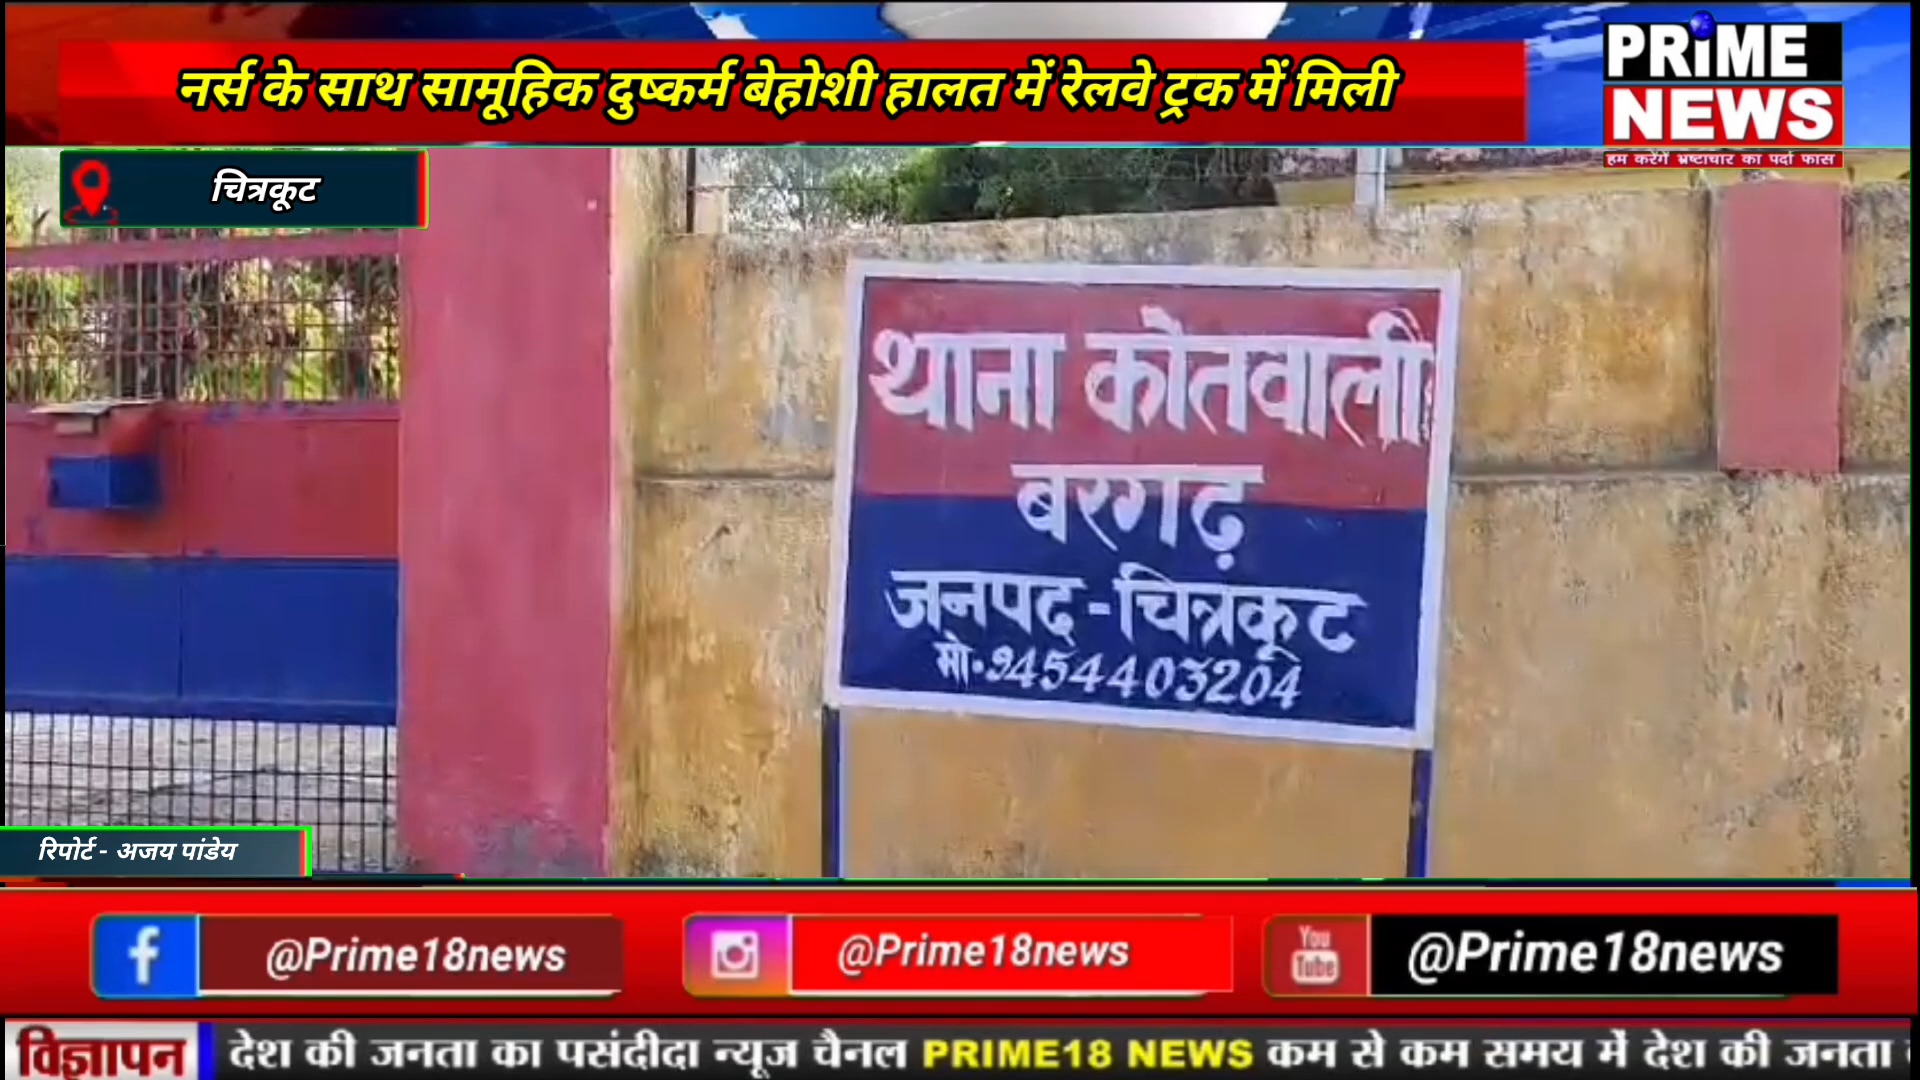 नर्स के साथ सामूहिक दुष्कर्म बेहोशी हालत में रेलवे ट्रक में मिली
PRiME
NEWS
हम करेंगें भ्रष्टाचार का पर्दा फास
चित्रकूट
थाना कोतवाली
बरगढ़
जनपद-चित्रकूट
मो.9454403204
रिपोर्ट - अजय पांडेय
@Prime18news
@Prime18news
You
Tube
@Prime18news
विज्ञापन
देश की जनता का पसंदीदा न्यूज चैनल PRIME18 NEWS कम से कम समय में देश की जनता